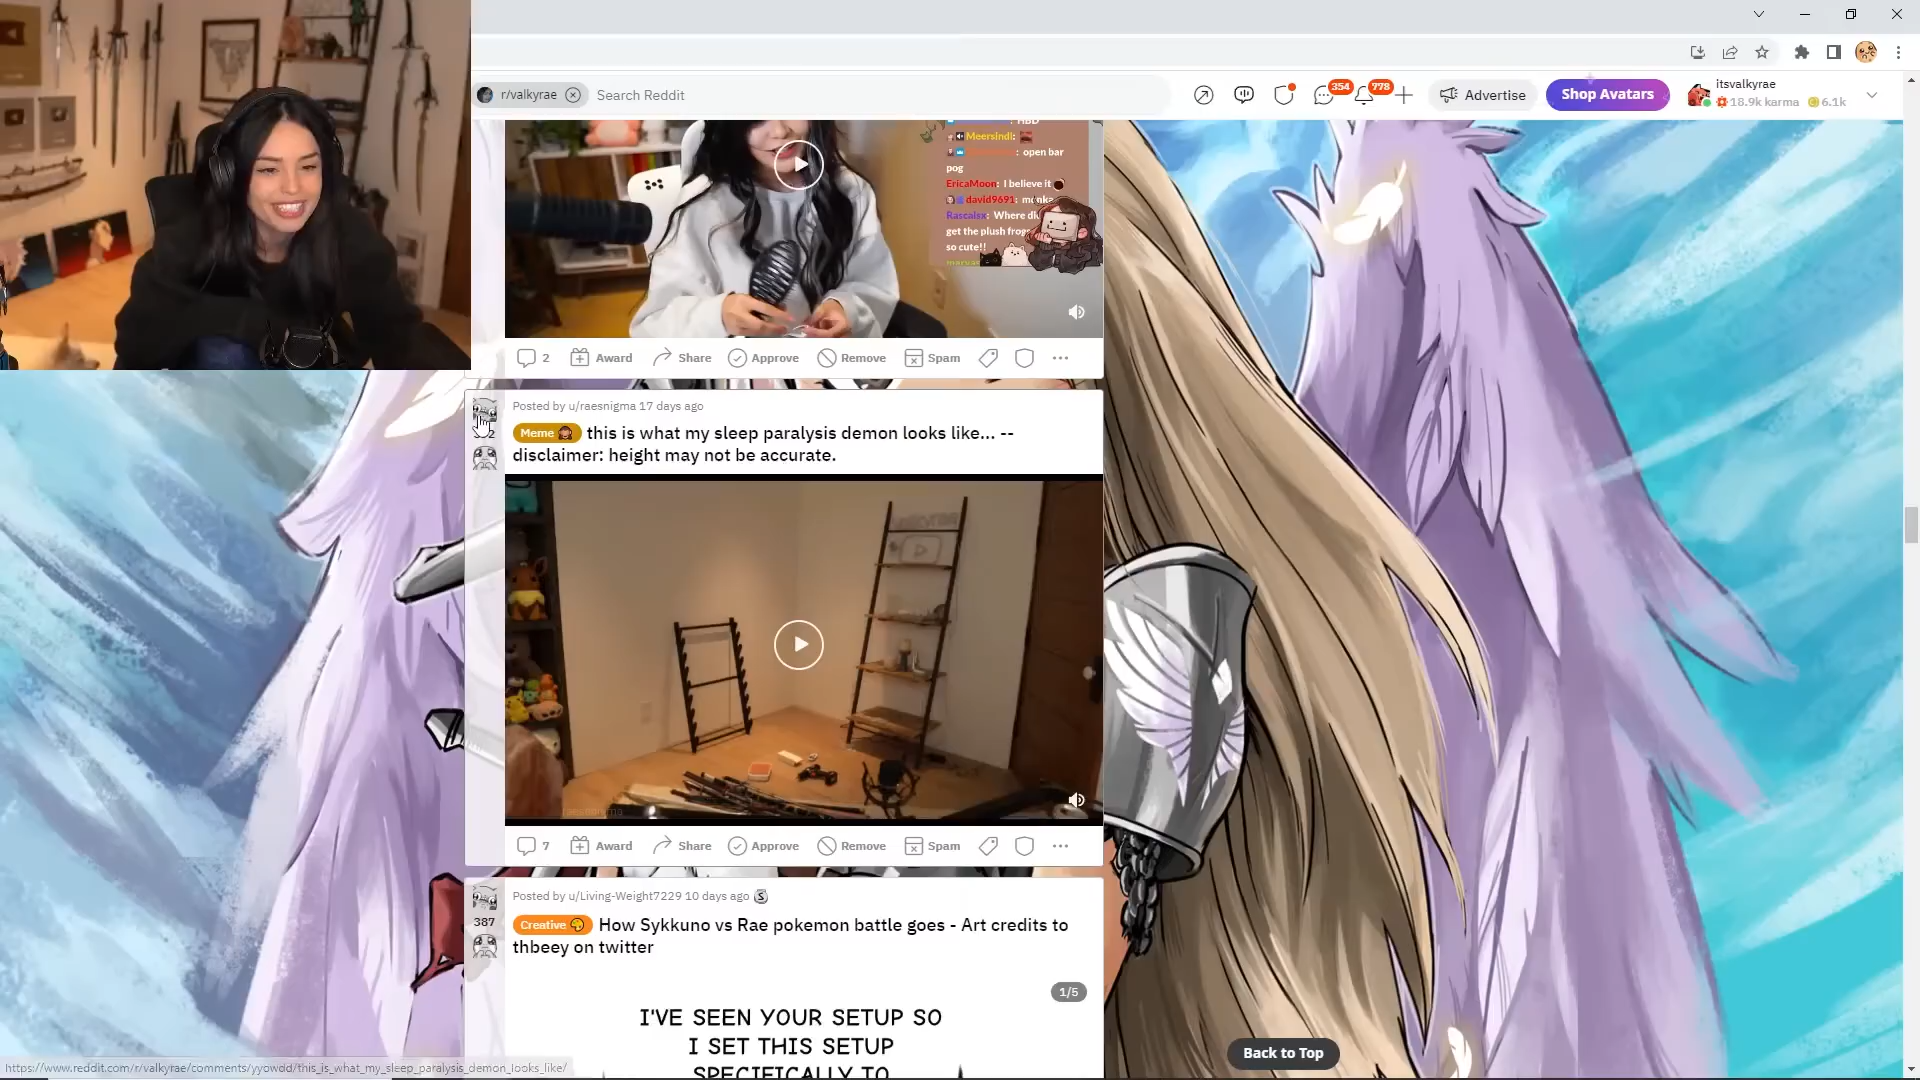 r/valkyrae
Search Reddit
354
778
Advertise
Shop Avatars
itsvalkyrae
18.9k karma
6.1k
HBD
Meersindl:
: open bar
pog
EricaMoon: I believe it
david9691:
Rascalsx: Where
get the plush
so cute!!
2
Award
Share
Approve
Remove
Spam
Posted by u/raesnigma 17 days ago
Meme this is what my sleep paralysis demon looks like... --
disclaimer: height may not be accurate.
7
Award
Share
Approve
Remove
Spam
Posted by u/Living-Weight7229 10 days ago
387
Creative How Sykkuno vs Rae pokemon battle goes - Art credits to
thbeey on twitter
1/5
I'VE SEEN YOUR SETUP SO
I SET THIS SETUP
SPECIFICALLY TO
Back to Top
https://www.reddit.com/r/valkyrae/comments/yyowdd/this_is_what_my_sleep_paralysis_demon_looks_like/